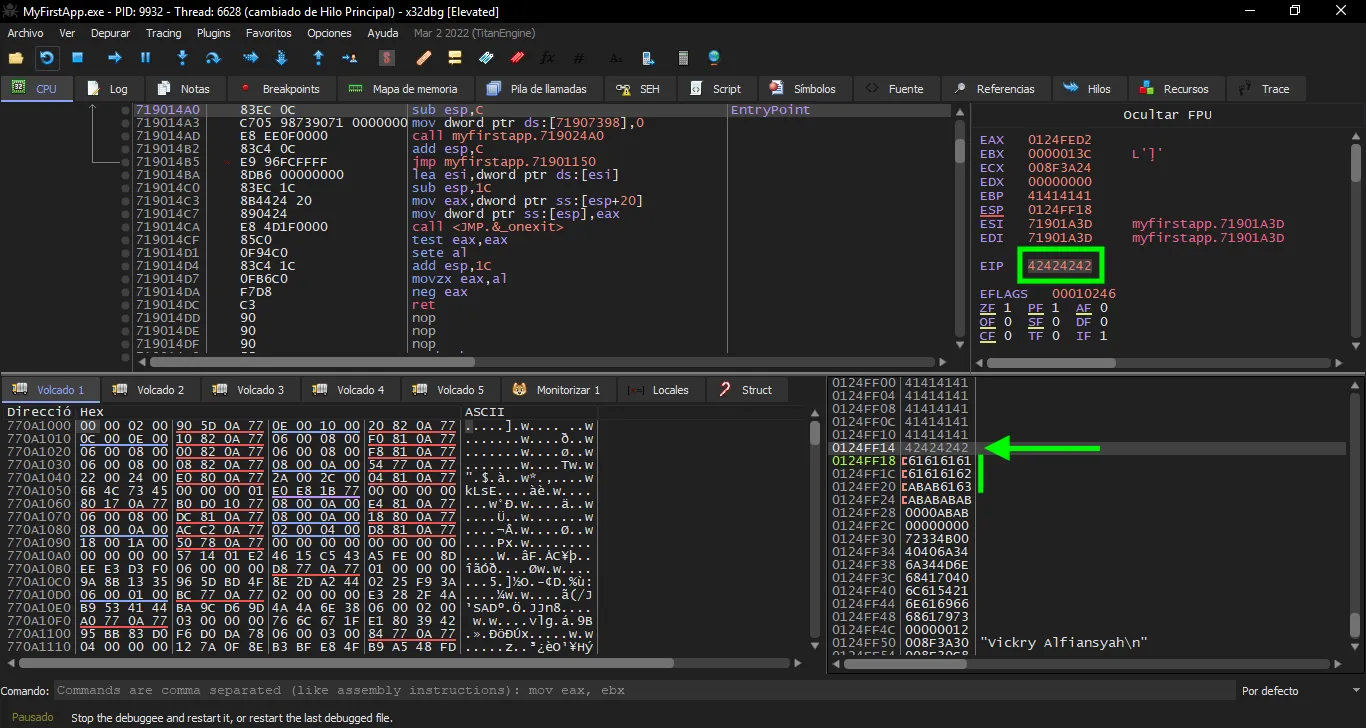 MyFirstApp.exe - PID: 9932 - Thread: 6628 (cambiado de Hilo Principal) - x32dbg [Elevated]
Archivo Ver Depurar Tracing Plugins Favoritos Opciones Ayuda Mar 2 2022 (TitanEngine)
CPU Log Notas Breakpoints Mapa de memoria Pila de llamadas SEH Script Símbolos Fuente Referencias Hilos Recursos Trace
719014A0 83EC 0C sub esp,C EntryPoint
719014A3 C705 98739071 0000000 mov dword ptr ds:[71907398],0
719014AD E8 EE0F0000 call myfirstapp.719024A0
719014B2 83C4 0C add esp,C
719014B5 E9 96FCFFFF jmp myfirstapp.71901150
719014BA 8DB6 00000000 lea esi,dword ptr ds:[esi]
719014C0 83EC 1C sub esp,1C
719014C3 8B4424 20 mov eax,dword ptr ss:[esp+20]
719014C7 890424 mov dword ptr ss:[esp],eax
719014CA E8 4D1F0000 call <JMP.&_onexit>
719014CF 85C0 test eax,eax
719014D1 0F94C0 sete al
719014D4 83C4 1C add esp,1C
719014D7 0FB6C0 movzx eax,al
719014DA F7D8 neg eax
719014DC C3 ret
719014DD 90 nop
719014DE 90 nop
719014DF 90 nop
Ocultar FPU
EAX 0124FED2
EBX 0000013C L'ļ'
ECX 008F3A24
EDX 00000000
EBP 41414141
ESP 0124FF18
ESI 71901A3D myfirstapp.71901A3D
EDI 71901A3D myfirstapp.71901A3D
EIP 42424242
EFLAGS 00010246
ZF 1 PF 1 AF 0
OF 0 SF 0 DF 0
CF 0 TF 0 IF 1
Volcado 1 Volcado 2 Volcado 3 Volcado 4 Volcado 5 Monitorizar 1 Locales Struct
Direcció Hex ASCII
770A1000 00 00 02 00 90 5D 0A 77 0E 00 10 00 20 82 0A 77 .....].w.... ..w
770A1010 0C 00 0E 00 10 82 0A 77 06 00 08 00 F0 81 0A 77 .......w....ð..w
770A1020 06 00 08 00 00 82 0A 77 06 00 08 00 F8 81 0A 77 .......w....ø..w
770A1030 06 00 08 00 08 82 0A 77 08 00 0A 00 54 77 0A 77 .......w....Tw.w
770A1040 22 00 24 00 E0 80 0A 77 2A 00 2C 00 04 81 0A 77 ".$.à..w*.,....w
770A1050 6B 4C 73 45 00 00 00 01 E0 E8 1B 77 00 00 00 00 kLsE....àè.w....
770A1060 80 17 0A 77 B0 D0 10 77 08 00 0A 00 E4 81 0A 77 ...w°Ð.w....ä..w
770A1070 06 00 08 00 DC 81 0A 77 08 00 0A 00 18 80 0A 77 ....Ü..w.......w
770A1080 08 00 0A 00 AC C2 0A 77 02 00 04 00 D8 81 0A 77 ....¬Â.w....Ø..w
770A1090 18 00 1A 00 50 78 0A 77 00 00 00 00 00 00 00 00 ....Px.w........
770A10A0 00 00 00 00 57 14 01 E2 46 15 C5 43 A5 FE 00 8D ....W..âF.ÅC¥þ..
770A10B0 EE E3 D3 F0 06 00 00 00 D8 77 0A 77 01 00 00 00 îãÓð....Øw.w....
770A10C0 9A 8B 13 35 96 5D BD 4F 8E 2D A2 44 02 25 F9 3A ...5.]½O.-¢D.%ù:
770A10D0 06 00 01 00 BC 77 0A 77 02 00 00 00 E3 28 2F 4A ....¼w.w....ã(/J
770A10E0 B9 53 41 44 BA 9C D6 9D 4A 4A 6E 38 06 00 02 00 ¹SADº.Ö.JJn8....
770A10F0 A0 77 0A 77 03 00 00 00 76 6C 67 1F E1 80 39 42 w.w....vlg.á.9B
770A1100 95 BB 83 D0 F6 D0 DA 78 06 00 03 00 84 77 0A 77 .».ÐöÐÚx.....w.w
770A1110 04 00 00 00 12 7A 0F 8E B3 BF E8 4F B9 A5 48 FD .....z..³¿èO¹¥Hý
0124FF00 41414141
0124FF04 41414141
0124FF08 41414141
0124FF0C 41414141
0124FF10 41414141
0124FF14 42424242
0124FF18 61616161
0124FF1C 61616162
0124FF20 ABAB6163
0124FF24 ABABABAB
0124FF28 0000ABAB
0124FF2C 00000000
0124FF30 72334B00
0124FF34 40406A34
0124FF38 6A344D6E
0124FF3C 68417040
0124FF40 6C615421
0124FF44 6E616966
0124FF48 68617973
0124FF4C 00000012
0124FF50 008F3A30 "Vickry Alfiansyah\n"
Comando: Commands are comma separated (like assembly instructions): mov eax, ebx Por defecto
Pausado Stop the debuggee and restart it, or restart the last debugged file.